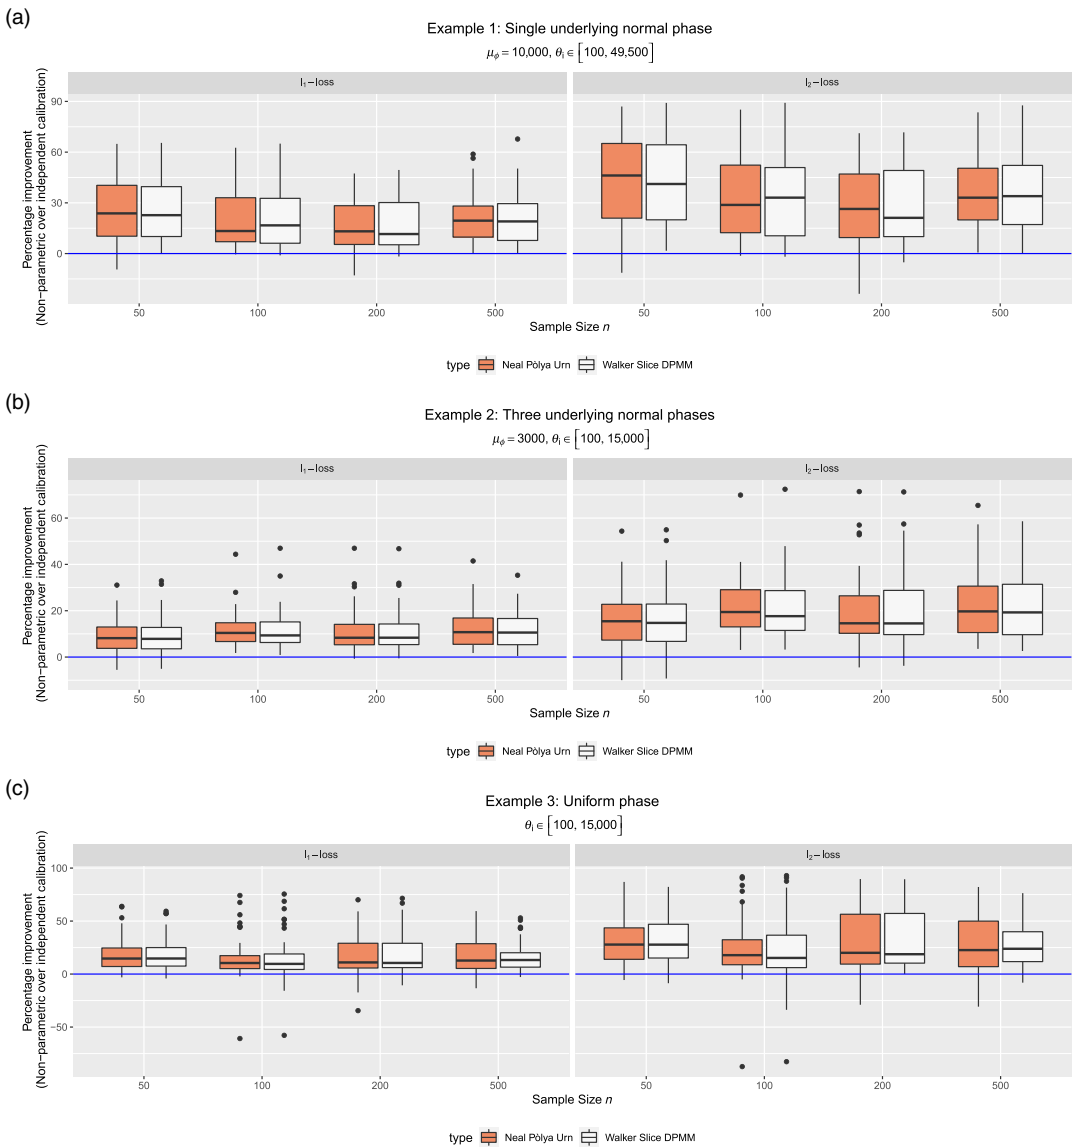 (a)
Example 1: Single underlying normal phase
μϕ = 10,000, θi ∈ [100, 49,500]
l1−loss
l2−loss
Percentage improvement
(Non−parametric over independent calibration)
90
60
30
0
50
100
200
500
50
100
200
500
Sample Size n
type
Neal Pòlya Urn
Walker Slice DPMM
(b)
Example 2: Three underlying normal phases
μϕ = 3000, θi ∈ [100, 15,000]
l1−loss
l2−loss
Percentage improvement
(Non−parametric over independent calibration)
60
40
20
0
50
100
200
500
50
100
200
500
Sample Size n
type
Neal Pòlya Urn
Walker Slice DPMM
(c)
Example 3: Uniform phase
θi ∈ [100, 15,000]
l1−loss
l2−loss
Percentage improvement
(Non−parametric over independent calibration)
100
50
0
−50
50
100
200
500
50
100
200
500
Sample Size n
type
Neal Pòlya Urn
Walker Slice DPMM